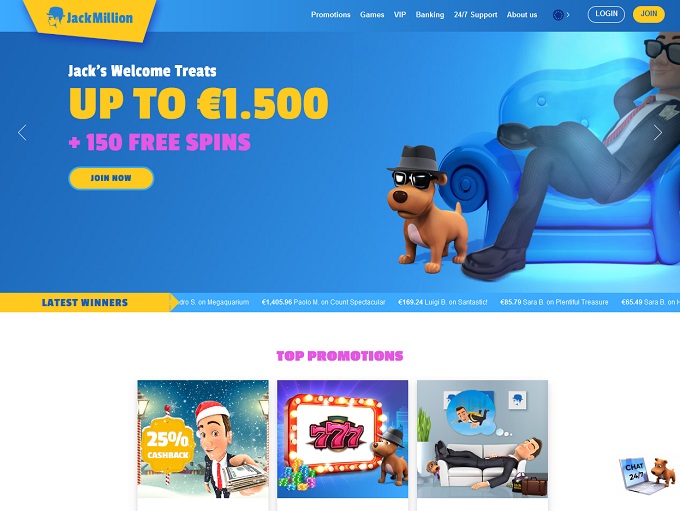 JackMillion
Promotions Games VIP Banking 24/7 Support About us
LOGIN
JOIN
Jack's Welcome Treats
UP TO €1.500
+ 150 FREE SPINS
JOIN NOW
LATEST WINNERS
S. on Megaquarium €1,405.96 Paolo M. on Count Spectacular €169.24 Luigi B. on Santastic! €85.79 Sara B. on Plentiful Treasure €65.49 Sara B. on
TOP PROMOTIONS
25%
CASHBACK
777
CHAT
24/7